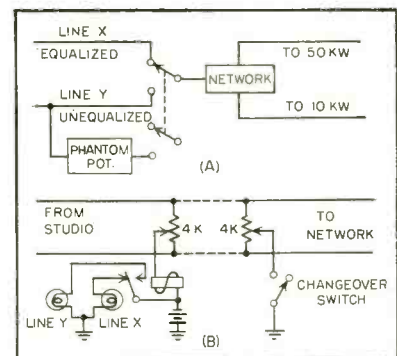 LINE X
EQUALIZED
TO 50 KW
NETWORK
LINE Y
UNEQUALIZED
TO 10 KW
PHANTOM
POT.
(A)
FROM
STUDIO
4K
4K
TO
NETWORK
CHANGEOVER
SWITCH
LINE Y
LINE X
(B)